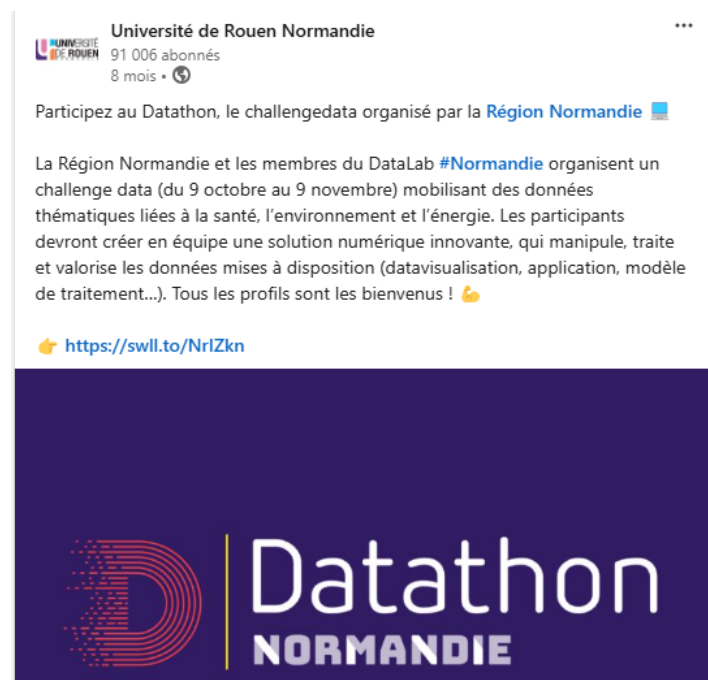 Université de Rouen Normandie
UNIVERSITÉ
DE ROUEN
91 006 abonnés
8 mois •
Participez au Datathon, le challengedata organisé par la Région Normandie 💻
La Région Normandie et les membres du DataLab #Normandie organisent un
challenge data (du 9 octobre au 9 novembre) mobilisant des données
thématiques liées à la santé, l’environnement et l’énergie. Les participants
devront créer en équipe une solution numérique innovante, qui manipule, traite
et valorise les données mises à disposition (datavisualisation, application, modèle
de traitement...). Tous les profils sont les bienvenus ! 💪
👉 https://swll.to/NrlZkn
Datathon
NORMANDIE